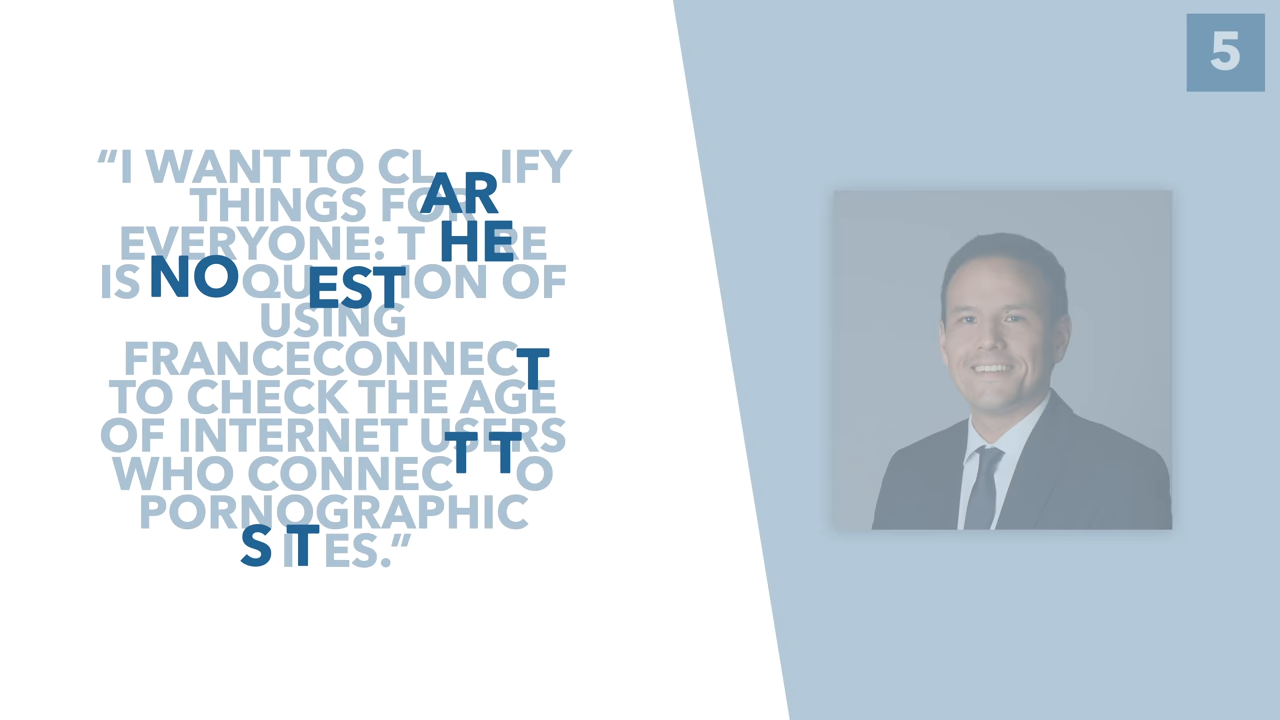 “I WANT TO CLARIFY
THINGS FOR
EVERYONE: THERE
IS NO QUESTION OF
USING
FRANCECONNECT
TO CHECK THE AGE
OF INTERNET USERS
WHO CONNECT TO
PORNOGRAPHIC
SITES.”
5